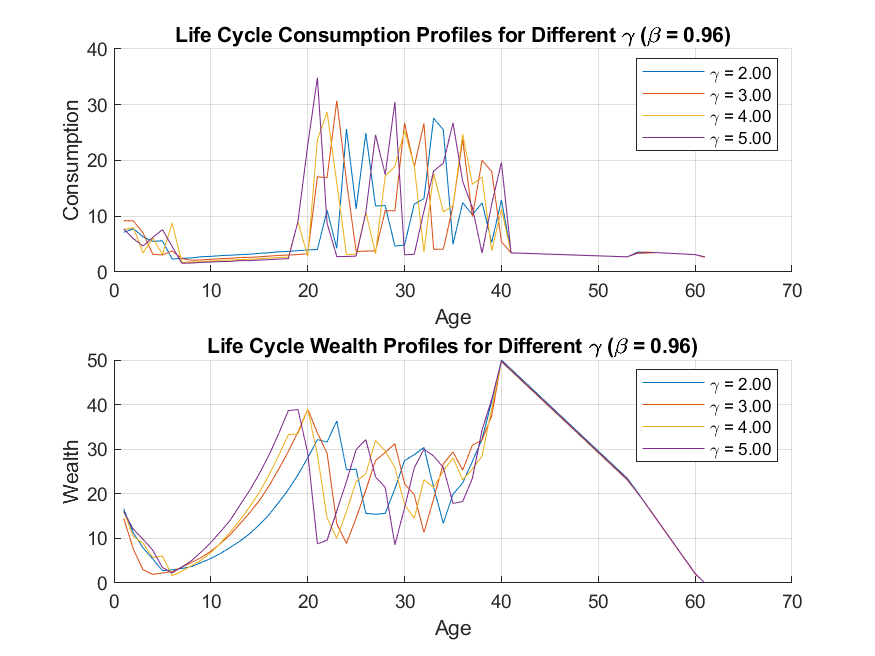 Life Cycle Consumption Profiles for Different γ (β = 0.96)
40
30
20
10
0
Consumption
0 10 20 30 40 50 60 70
Age
γ = 2.00
γ = 3.00
γ = 4.00
γ = 5.00
Life Cycle Wealth Profiles for Different γ (β = 0.96)
50
40
30
20
10
0
Wealth
0 10 20 30 40 50 60 70
Age
γ = 2.00
γ = 3.00
γ = 4.00
γ = 5.00